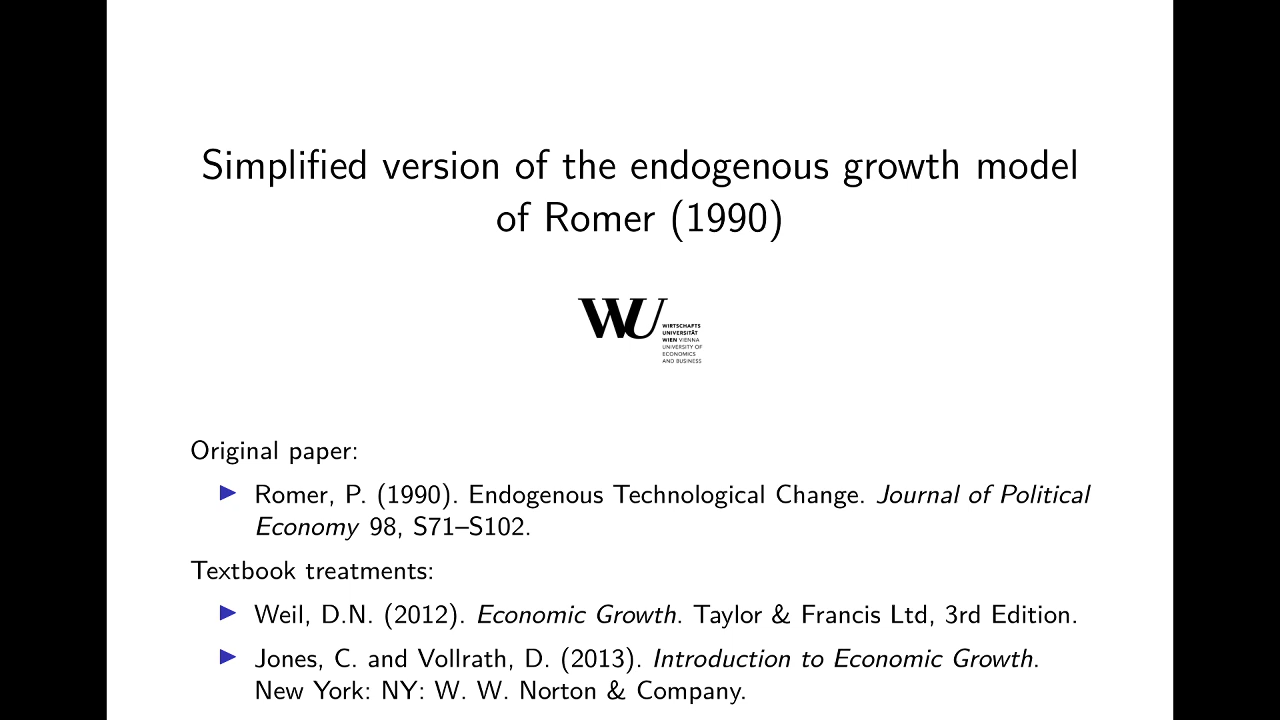 Simplified version of the endogenous growth model
of Romer (1990)
WU
WIRTSCHAFTS
UNIVERSITÄT
WIEN VIENNA
UNIVERSITY OF
ECONOMICS
AND BUSINESS
Original paper:
▶ Romer, P. (1990). Endogenous Technological Change. Journal of Political
Economy 98, S71–S102.
Textbook treatments:
▶ Weil, D.N. (2012). Economic Growth. Taylor & Francis Ltd, 3rd Edition.
▶ Jones, C. and Vollrath, D. (2013). Introduction to Economic Growth.
New York: NY: W. W. Norton & Company.